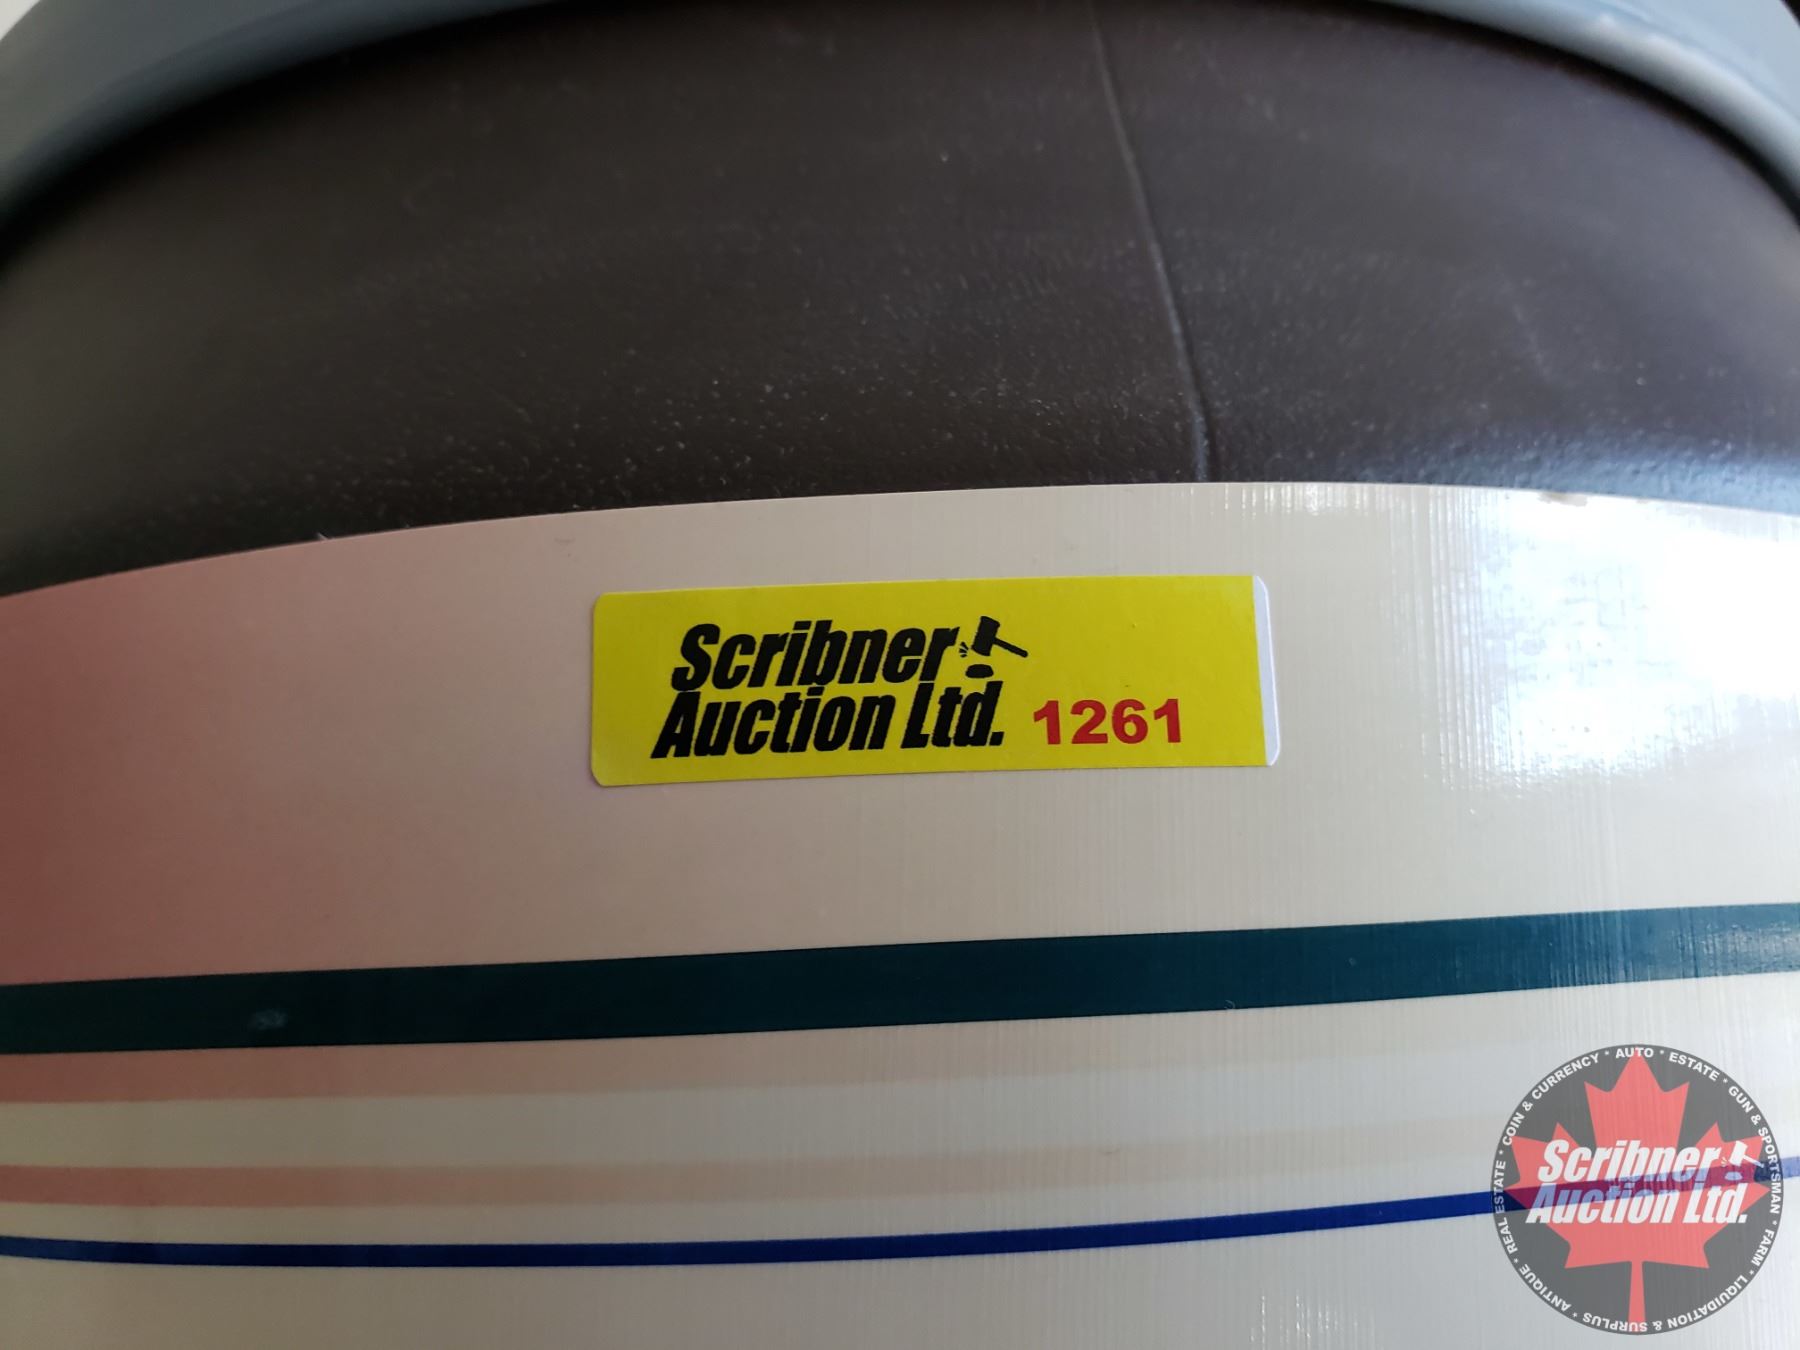 Scribner
Auction Ltd. 1261
REAL ESTATE * COIN & CURRENCY * AUTO * ESTATE * GUN & SPORTSMAN * FARM * LIQUIDATION & SURPLUS * ANTIQUE *
Scribner
Auction Ltd.